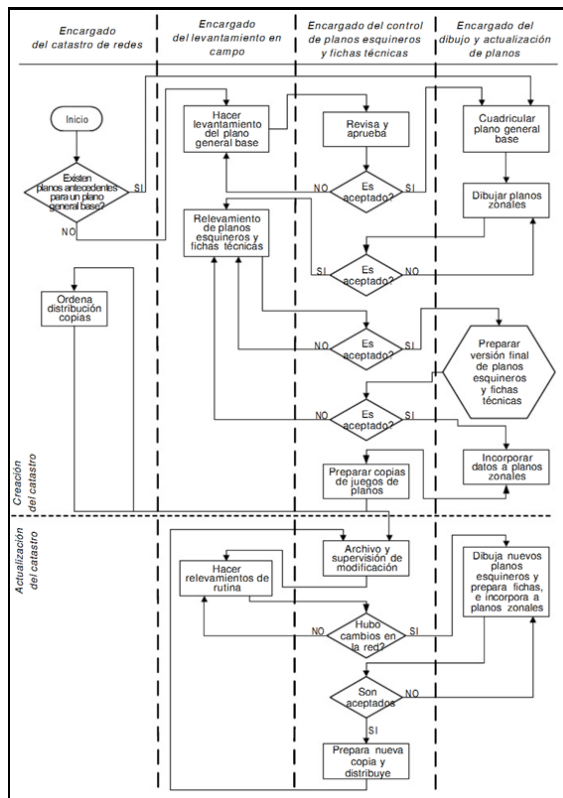 Encargado
del catastro de redes
Encargado
del levantamiento en
campo
Encargado del control
de planos esquineros
y fichas técnicas
Encargado del
dibujo y actualización
de planos
Inicio
Existen
planos antecedentes
para un plano
general base?
SI
NO
Hacer
levantamiento
del plano
general base
Revisa y
aprueba
Es
aceptado?
NO
SI
Cuadricular
plano general
base
Dibujar planos
zonales
Relevamiento
de planos
esquineros y
fichas técnicas
Es
aceptado?
SI
NO
Ordena
distribución
copias
Es
aceptado?
NO
SI
Preparar
versión final
de planos
esquineros
y fichas
técnicas
Es
aceptado?
NO
SI
Incorporar
datos a planos
zonales
Preparar copias
de juegos de
planos
Creación
del catastro
Actualización
del catastro
Archivo y
supervisión de
modificación
Hacer
relevamientos de
rutina
Hubo
cambios en
la red?
NO
SI
Dibuja nuevos
planos
esquineros y
prepara fichas,
e incorpora a
planos zonales
Son
aceptados
NO
SI
Prepara nueva
copia y
distribuye